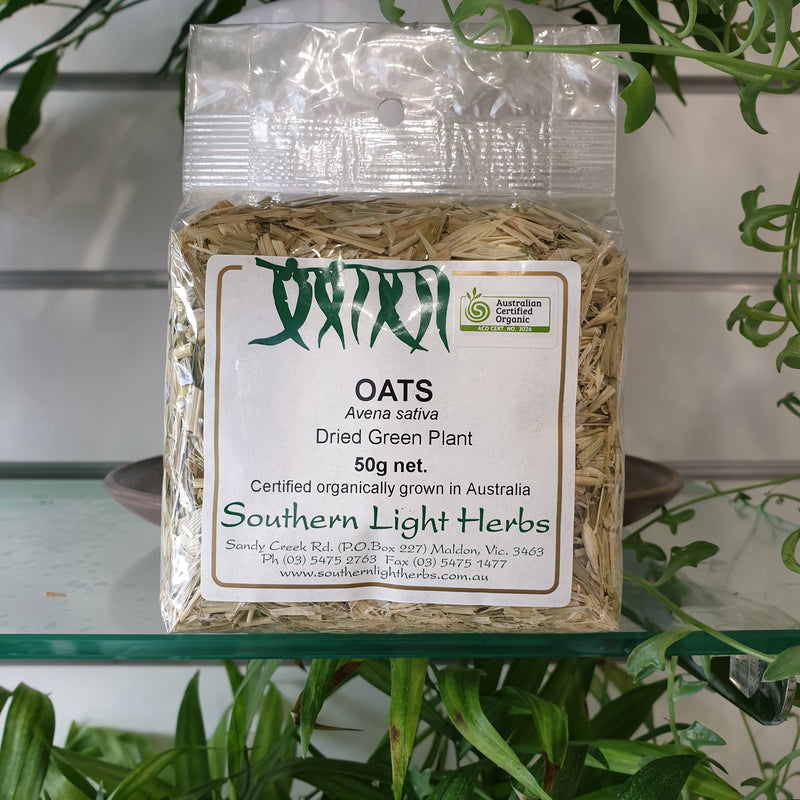 Australian
Certified
Organic
ACO CERT. NO. 3026
OATS
Avena sativa
Dried Green Plant
50g net.
Certified organically grown in Australia
Southern Light Herbs
Sandy Creek Rd. (P.O.Box 227) Maldon, Vic. 3463
Ph (03) 5475 2763 Fax (03) 5475 1477
www.southernlightherbs.com.au